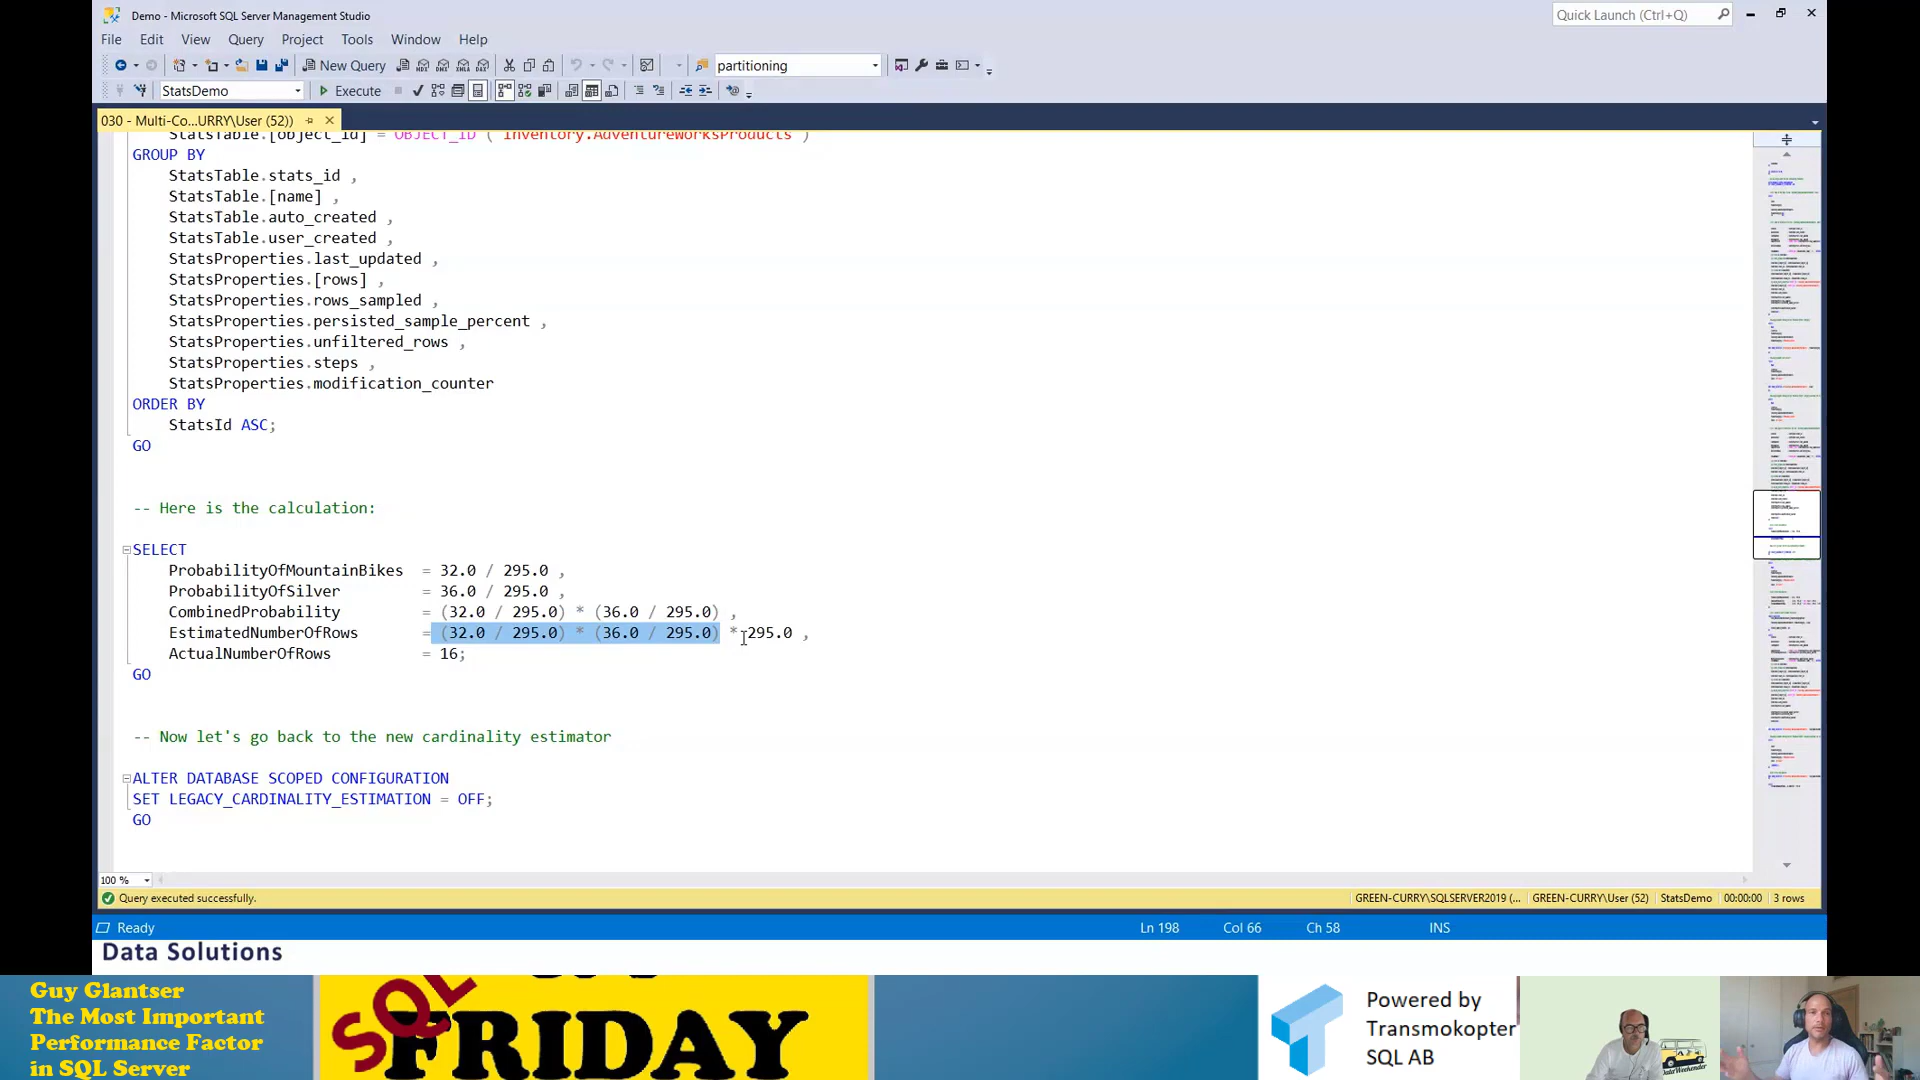 Demo - Microsoft SQL Server Management Studio
Quick Launch (Ctrl+Q)
File Edit View Query Project Tools Window Help
New Query
partitioning
StatsDemo
Execute
030 - Multi-Co...URRY\User (52))
StatsTable.[object_id] = OBJECT_ID ('Inventory.AdventureWorksProducts')
GROUP BY
StatsTable.stats_id ,
StatsTable.[name] ,
StatsTable.auto_created ,
StatsTable.user_created ,
StatsProperties.last_updated ,
StatsProperties.[rows] ,
StatsProperties.rows_sampled ,
StatsProperties.persisted_sample_percent ,
StatsProperties.unfiltered_rows ,
StatsProperties.steps ,
StatsProperties.modification_counter
ORDER BY
StatsId ASC;
GO
-- Here is the calculation:
SELECT
ProbabilityOfMountainBikes = 32.0 / 295.0 ,
ProbabilityOfSilver = 36.0 / 295.0 ,
CombinedProbability = (32.0 / 295.0) * (36.0 / 295.0) ,
EstimatedNumberOfRows = (32.0 / 295.0) * (36.0 / 295.0) * 295.0 ,
ActualNumberOfRows = 16;
GO
-- Now let's go back to the new cardinality estimator
ALTER DATABASE SCOPED CONFIGURATION
SET LEGACY_CARDINALITY_ESTIMATION = OFF;
GO
100 %
Query executed successfully.
GREEN-CURRY\SQLSERVER2019 (... GREEN-CURRY\User (52) StatsDemo 00:00:00 3 rows
Ready
Ln 198 Col 66 Ch 58 INS
Data Solutions
Guy Glantser
The Most Important
Performance Factor
in SQL Server
SQL
FRIDAY
Powered by
Transmokopter
SQL AB